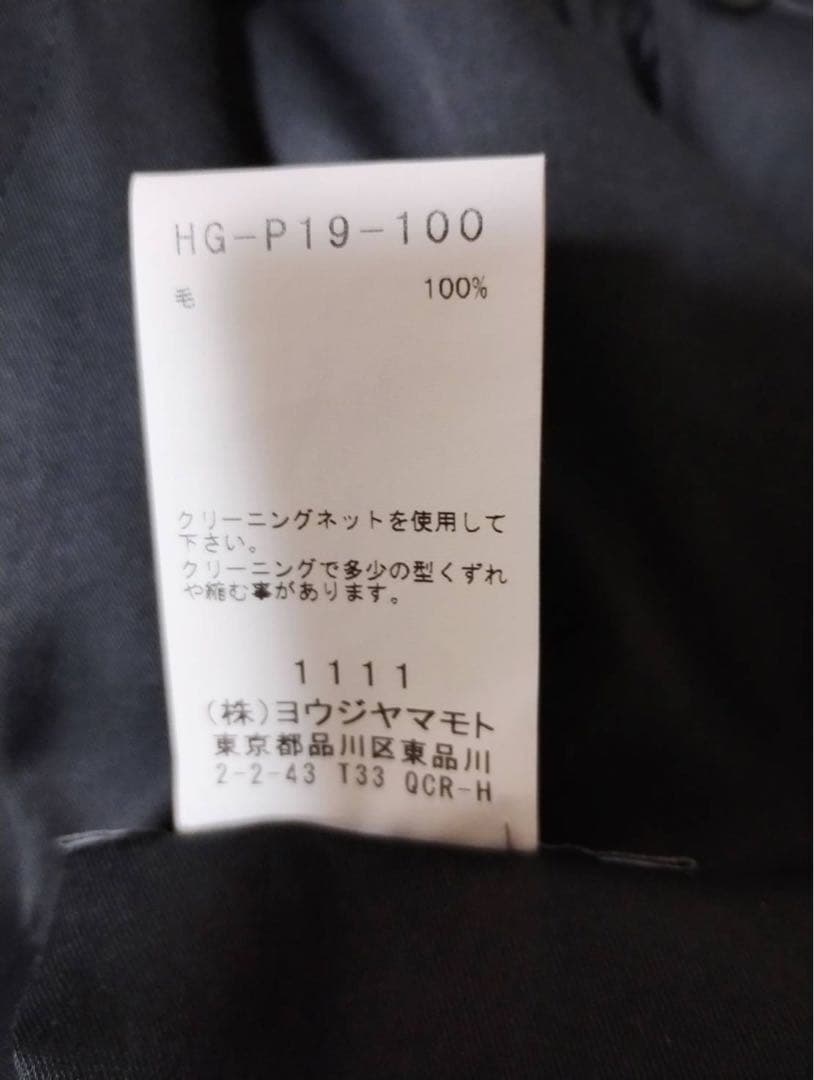 HG-P19-100
毛 100%
クリーニングネットを使用して
下さい。
クリーニングで多少の型くずれ
や縮む事があります。
1111
(株)ヨウジヤマモト
東京都品川区東品川
2-2-43 T33 QCR-H